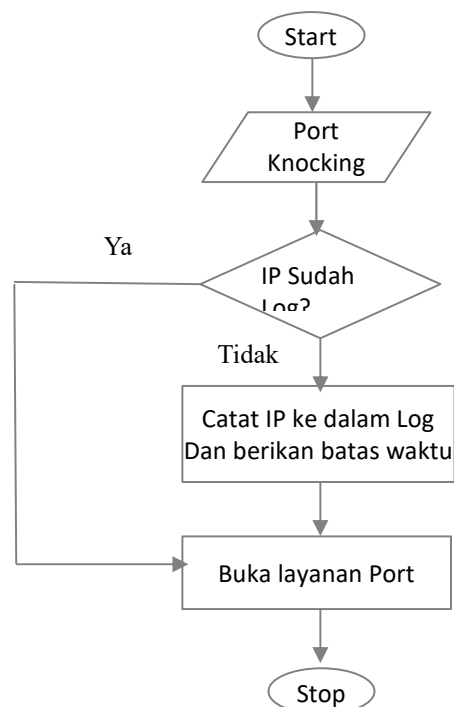 Start
Port
Knocking
Ya
IP Sudah
Log?
Tidak
Catat IP ke dalam Log
Dan berikan batas waktu
Buka layanan Port
Stop